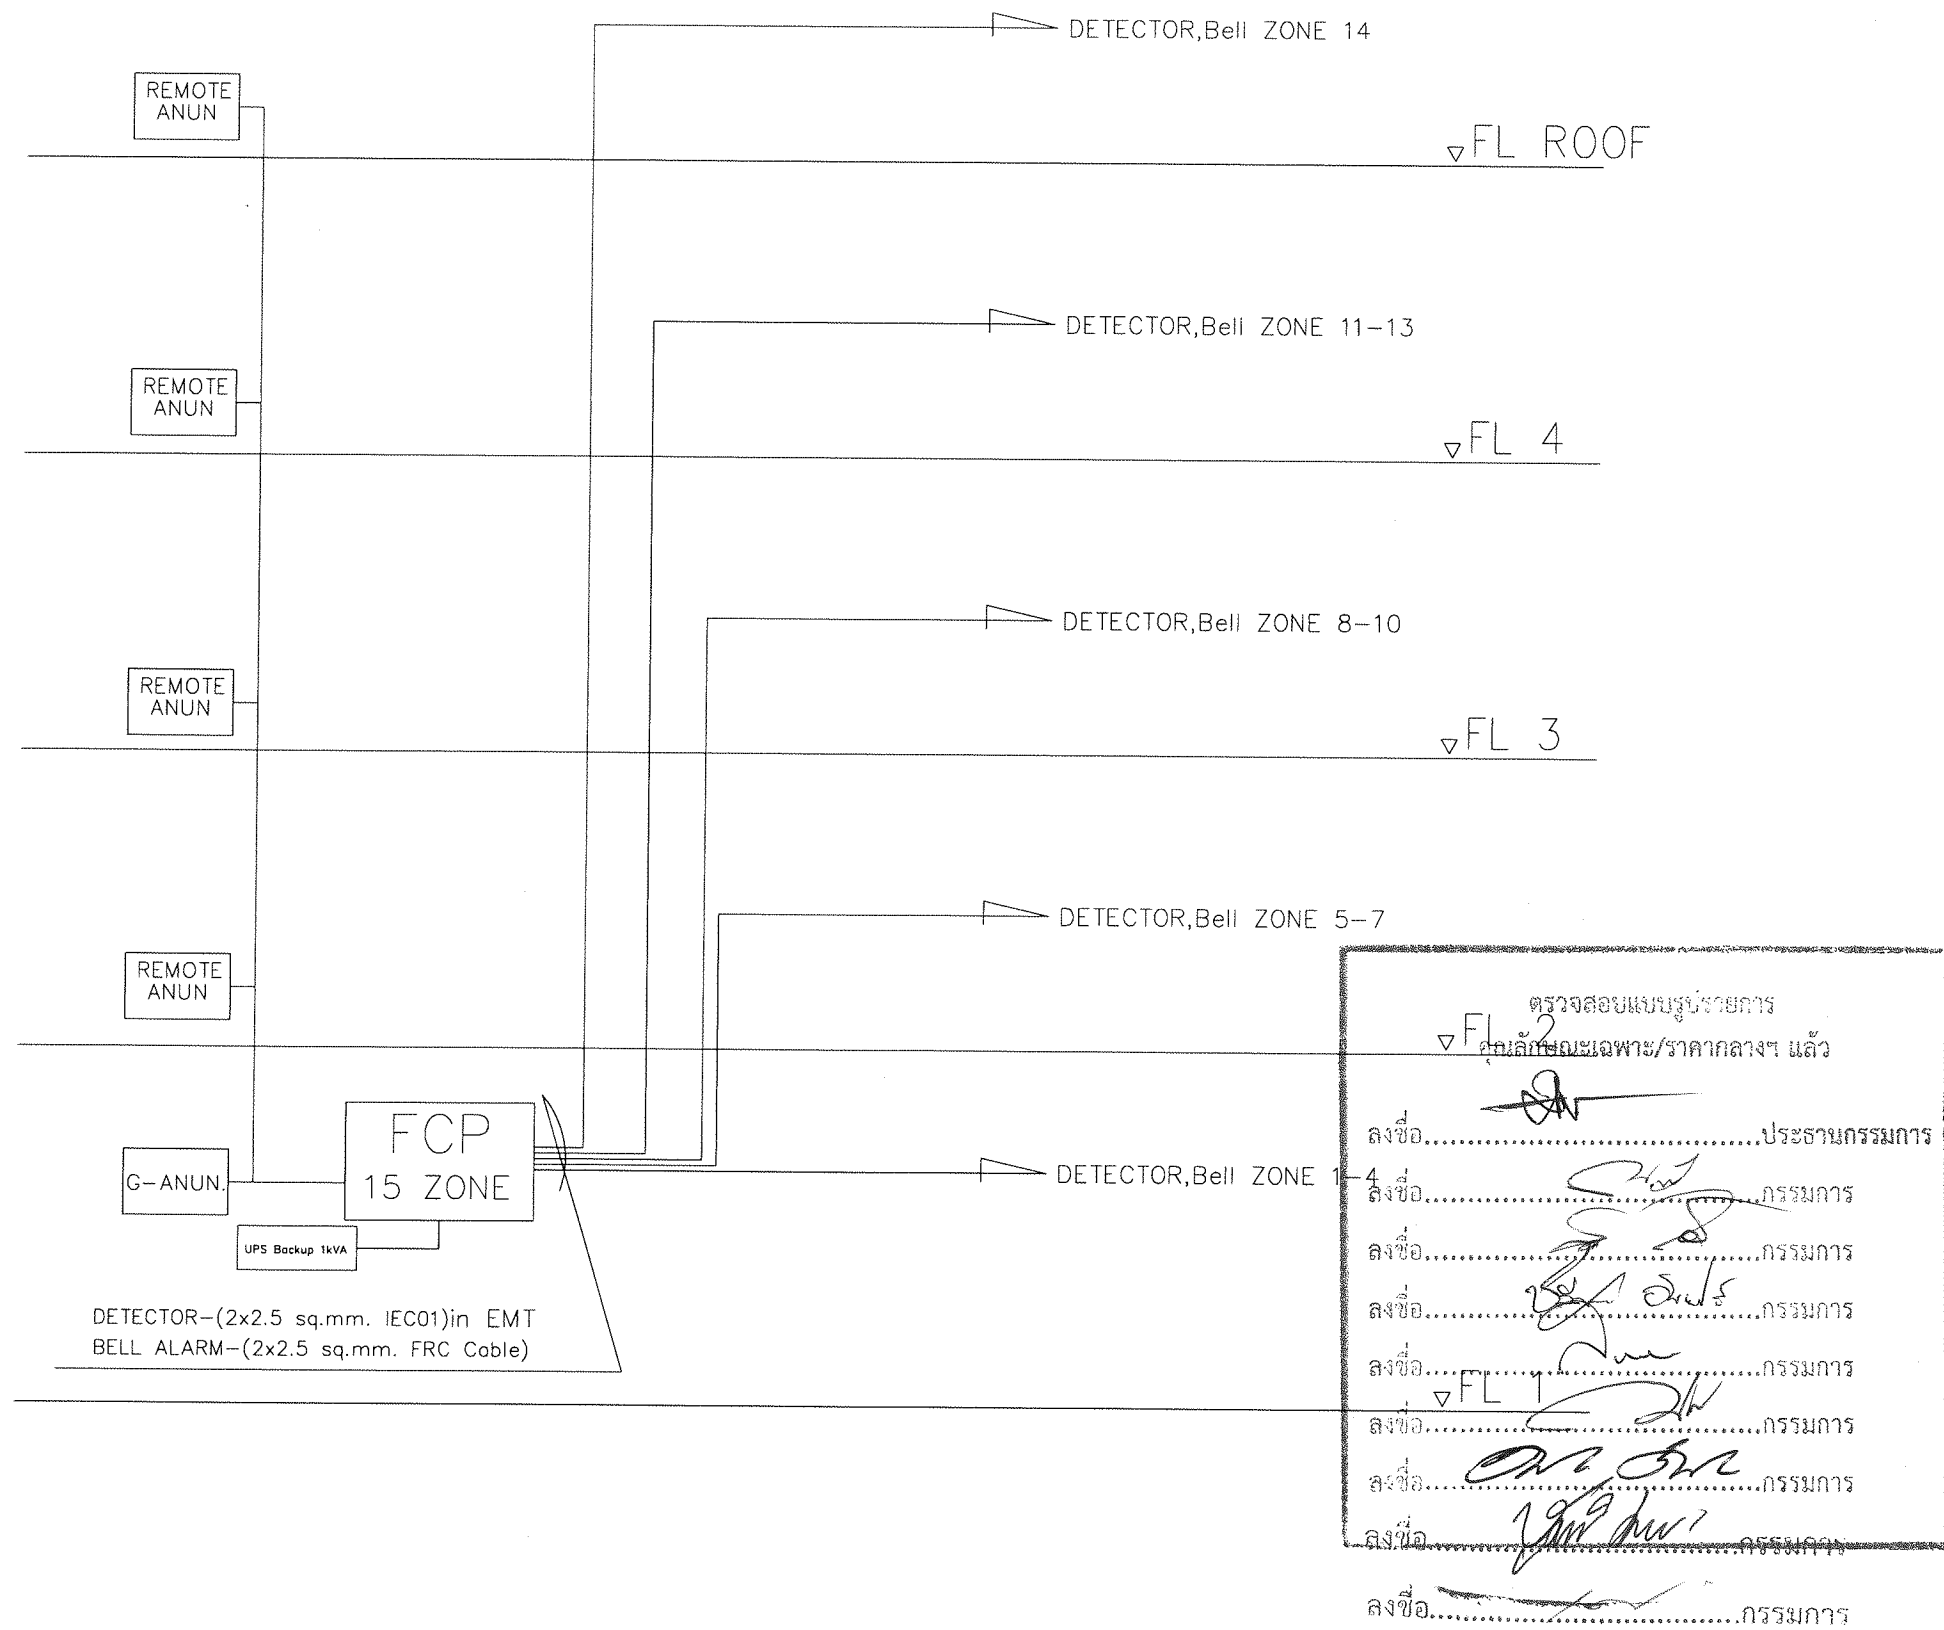 DETECTOR,Bell ZONE 14
REMOTE
ANUN
FL ROOF
DETECTOR,Bell ZONE 11-13
REMOTE
ANUN
FL 4
DETECTOR,Bell ZONE 8-10
REMOTE
ANUN
FL 3
DETECTOR,Bell ZONE 5-7
REMOTE
ANUN
FL 2
FCP
15 ZONE
G-ANUN.
DETECTOR,Bell ZONE 1-4
UPS Backup 1kVA
DETECTOR-(2x2.5 sq.mm. IEC01)in EMT
BELL ALARM-(2x2.5 sq.mm. FRC Cable)
FL 1
ตรวจสอบแบบรูปรายการ
คุณลักษณะเฉพาะ/ราคากลางฯ แล้ว
ลงชื่อ..........ประธานกรรมการ
ลงชื่อ..........กรรมการ
ลงชื่อ..........กรรมการ
ลงชื่อ..........กรรมการ
ลงชื่อ..........กรรมการ
ลงชื่อ..........กรรมการ
ลงชื่อ..........กรรมการ
ลงชื่อ..........กรรมการ
ลงชื่อ..........กรรมการ